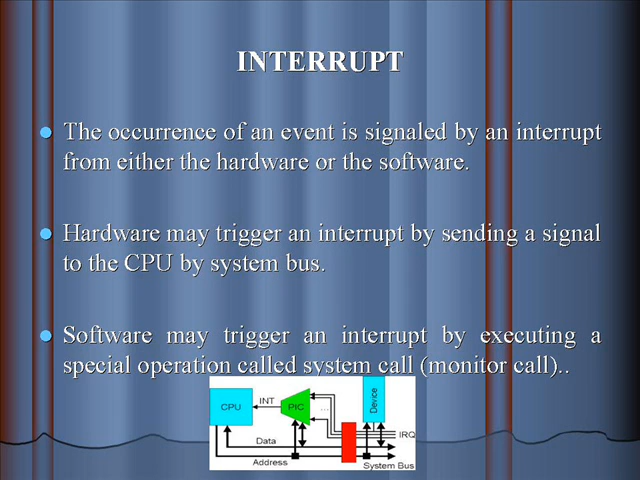 INTERRUPT
The occurrence of an event is signaled by an interrupt
from either the hardware or the software.
Hardware may trigger an interrupt by sending a signal
to the CPU by system bus.
Software may trigger an interrupt by executing a
special operation called system call (monitor call)..
CPU
INT
PIC
...
Device
IRQ
Data
Address
System Bus